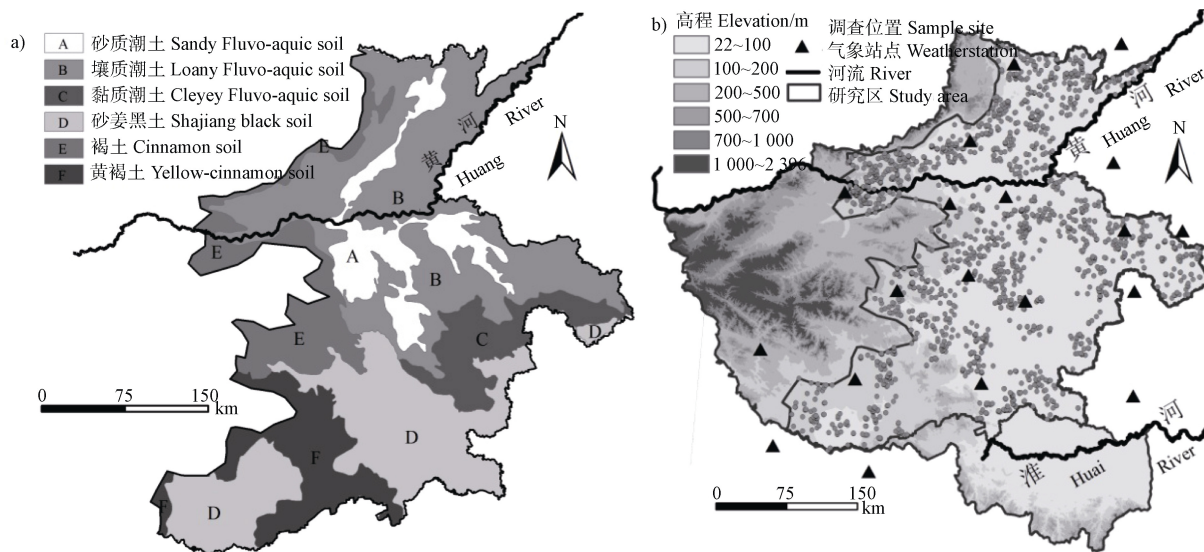 a)
A 砂质潮土 Sandy Fluvo-aquic soil
B 壤质潮土 Loany Fluvo-aquic soil
C 黏质潮土 Cleyey Fluvo-aquic soil
D 砂姜黑土 Shajiang black soil
E 褐土 Cinnamon soil
F 黄褐土 Yellow-cinnamon soil
黄河
Huang River
N
E
B
E
A
B
C
D
E
D
F
D
F
0 75 150
km
b)
高程 Elevation/m
22~100
100~200
200~500
500~700
700~1 000
1 000~2 396
调查位置 Sample site
气象站点 Weatherstation
河流 River
研究区 Study area
黄河
Huang River
N
淮河
Huai River
0 75 150
km